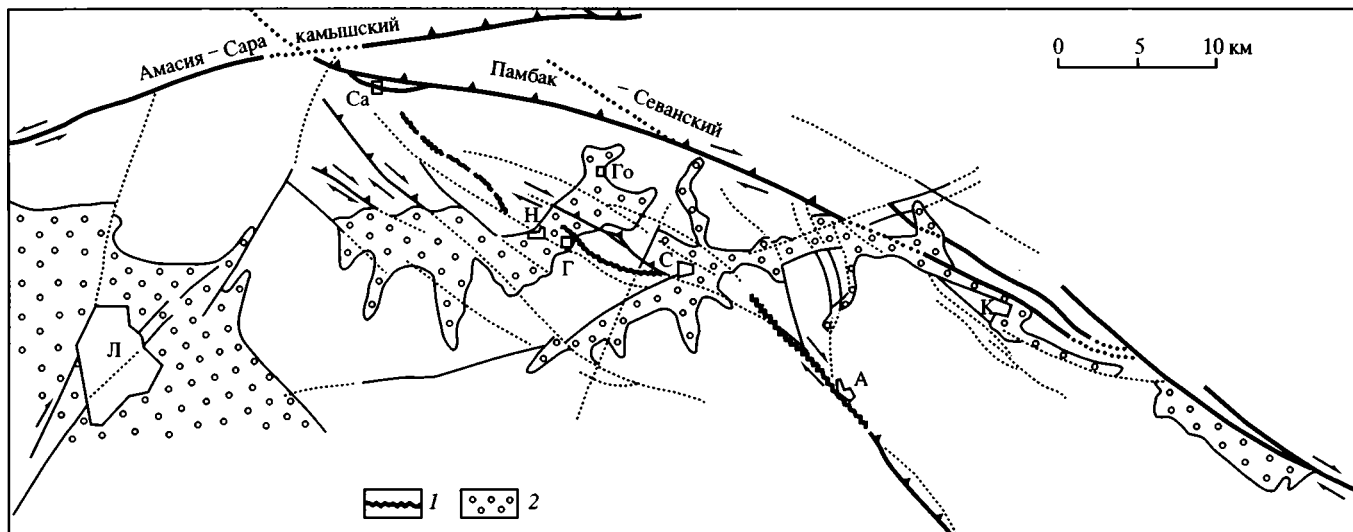 Амасия – Сара
камышский
0 5 10 км
Памбак
– Севанский
Са
Го
Н
Г
С
К
Л
А
1
2